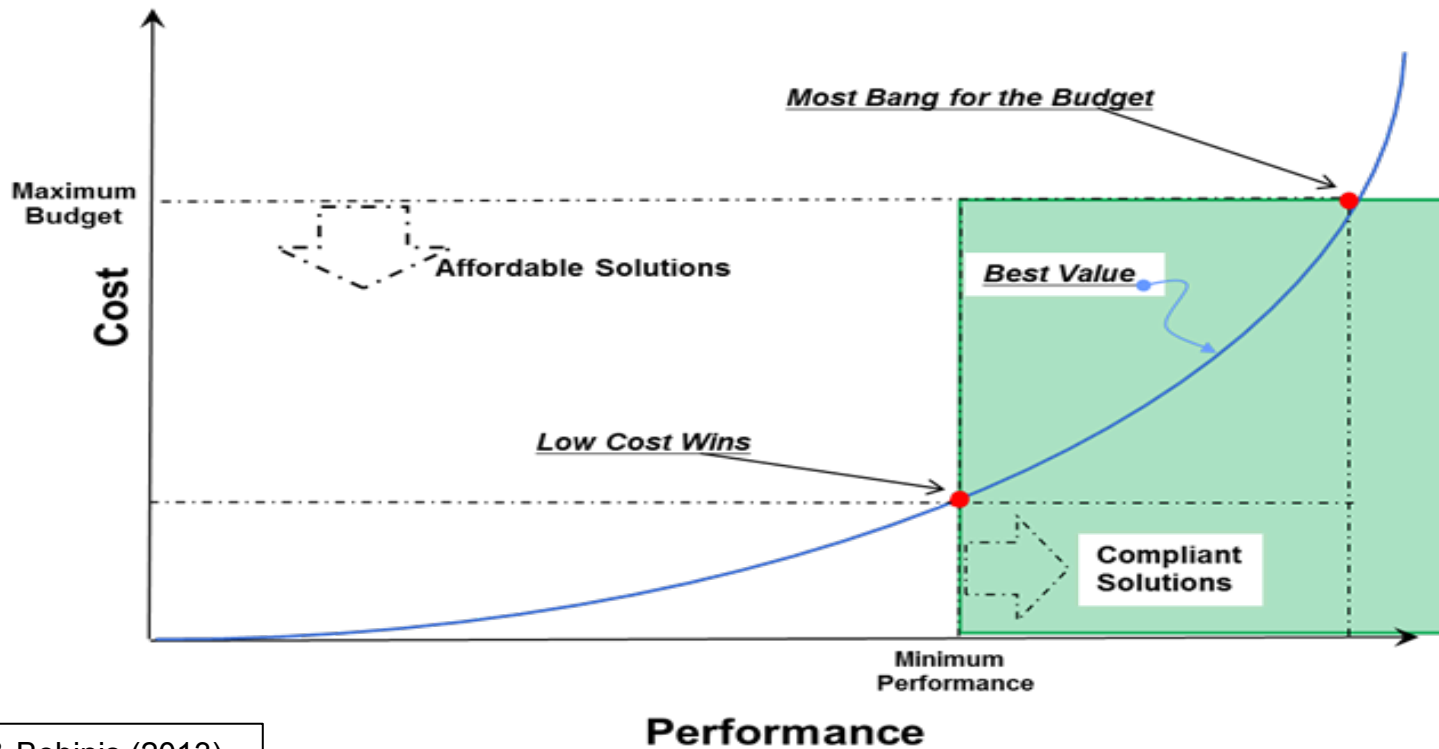 Most Bang for the Budget
Maximum
Budget
Affordable Solutions
Best Value
Cost
Low Cost Wins
Compliant
Solutions
Minimum
Performance
Performance
(2013)